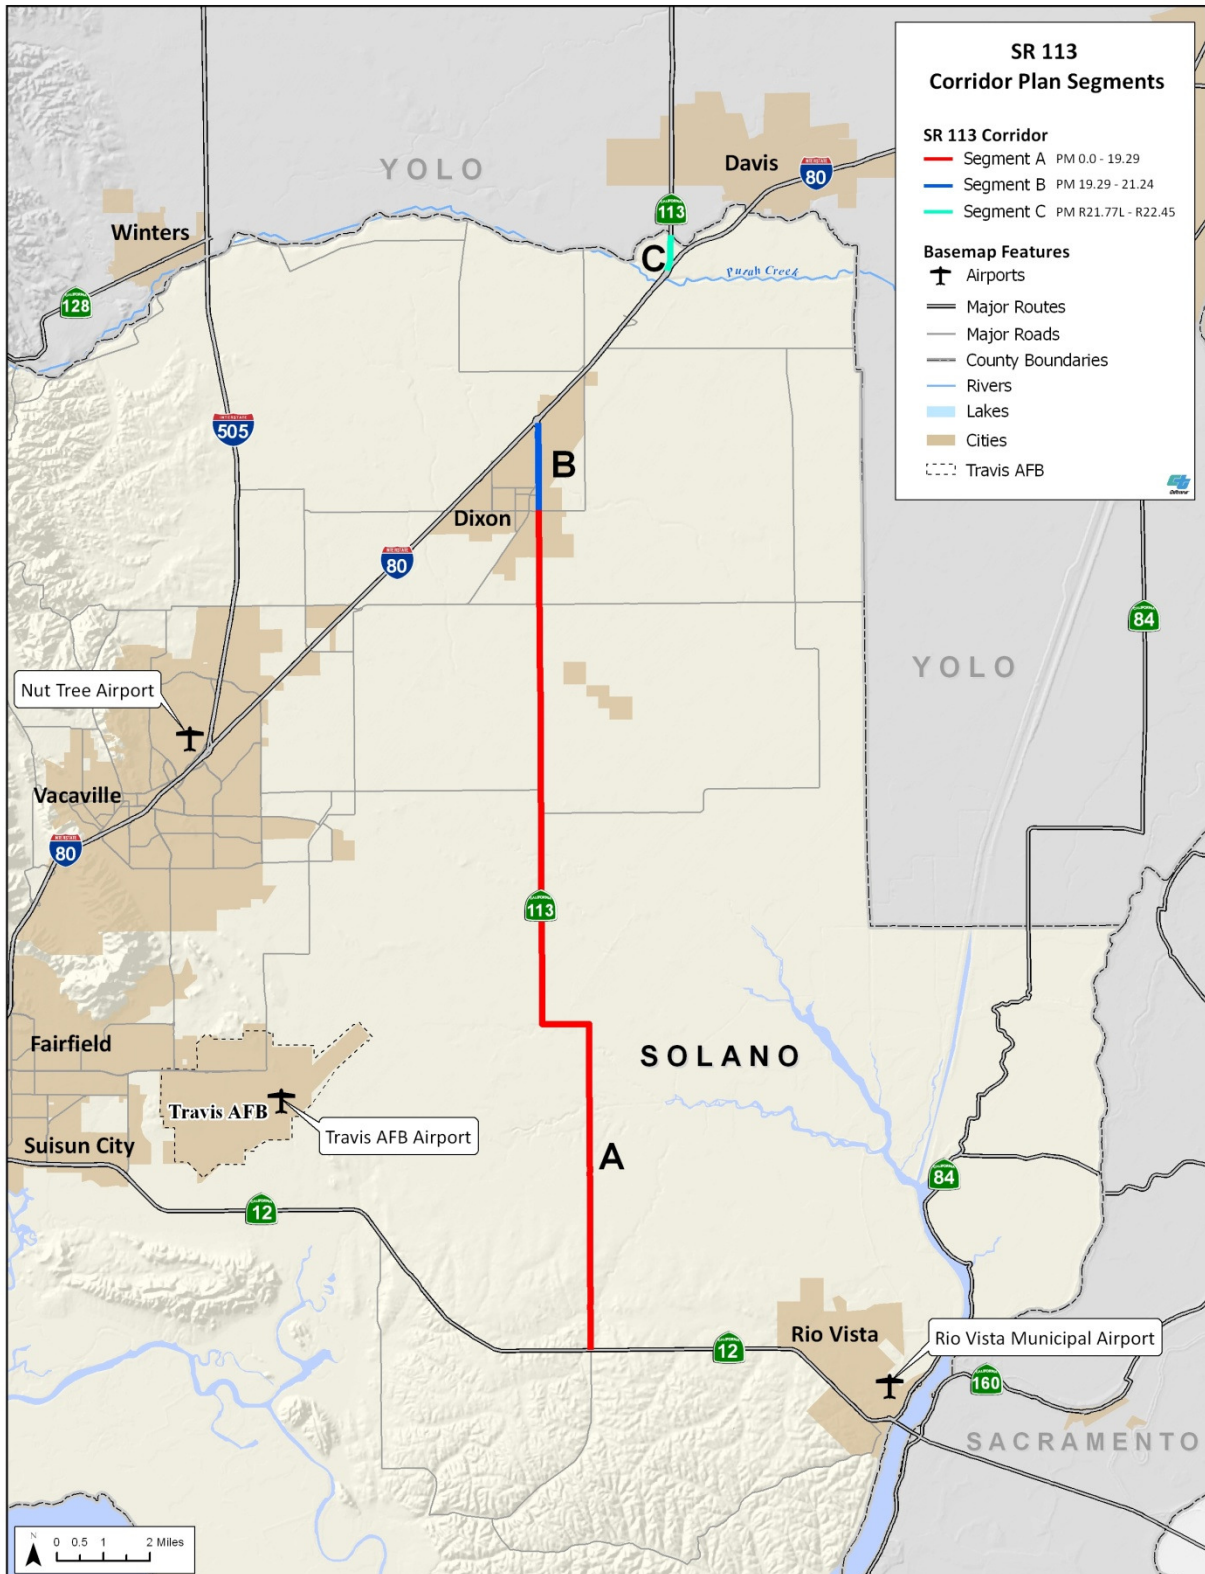 SR 113
Corridor Plan Segments
SR 113 Corridor
Segment A PM 0.0 - 19.29
Segment B PM 19.29 - 21.24
Segment C PM R21.77L - R22.45
Basemap Features
Airports
Major Routes
Major Roads
County Boundaries
Rivers
Lakes
Cities
Travis AFB
YOLO
Davis
80
113
Winters
128
C
Putah Creek
505
B
Dixon
80
84
YOLO
Nut Tree Airport
Vacaville
80
113
Fairfield
SOLANO
Travis AFB
Travis AFB Airport
Suisun City
A
84
12
Rio Vista
Rio Vista Municipal Airport
12
160
SACRAMENTO
N
0 0.5 1 2 Miles